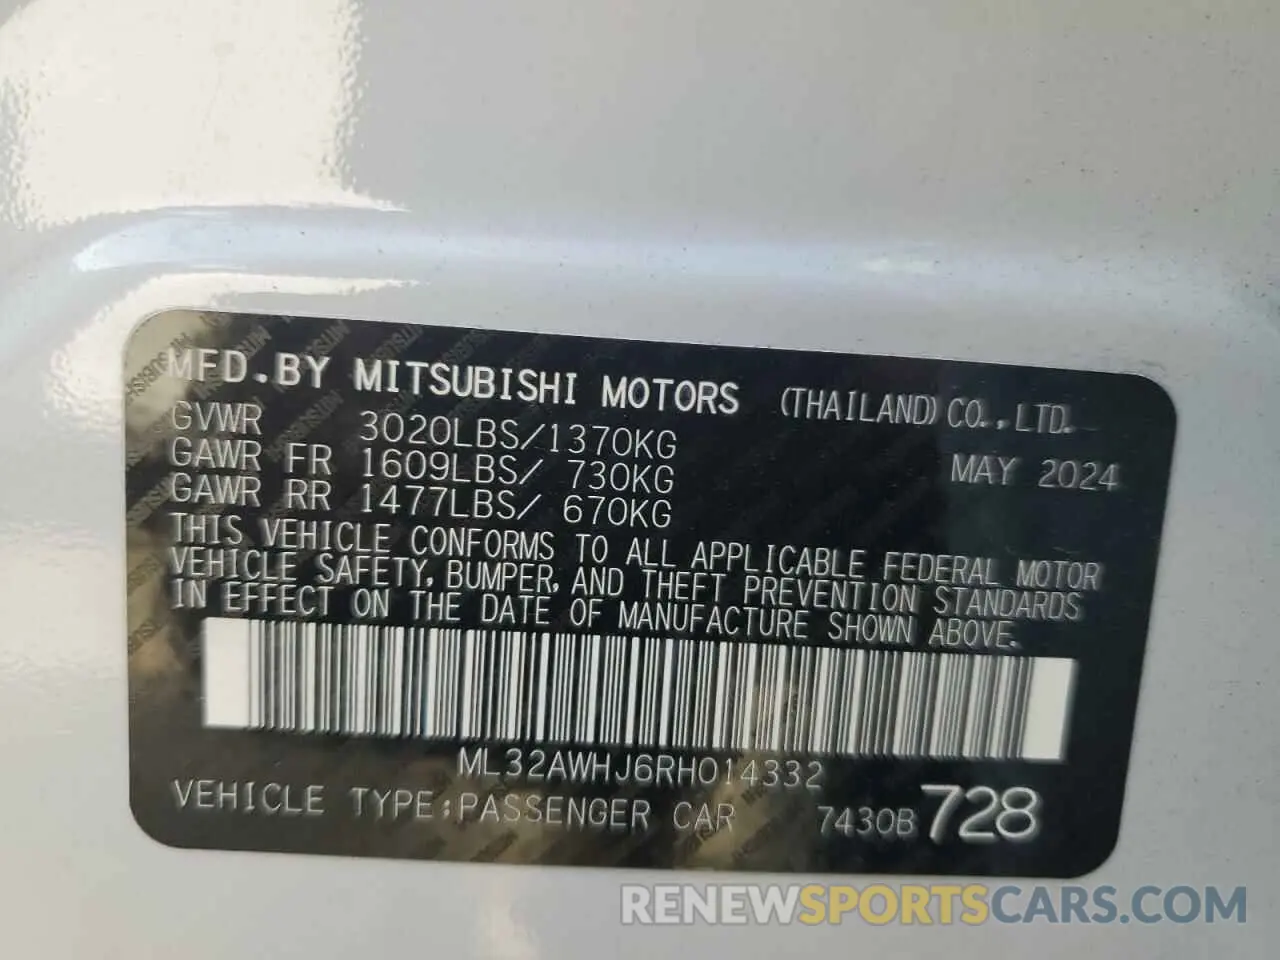 MFD.BY MITSUBISHI MOTORS (THAILAND) CO.,LTD.
GVWR 3020LBS/1370KG
GAWR FR 1609LBS/ 730KG MAY 2024
GAWR RR 1477LBS/ 670KG
THIS VEHICLE CONFORMS TO ALL APPLICABLE FEDERAL MOTOR
VEHICLE SAFETY, BUMPER, AND THEFT PREVENTION STANDARDS
IN EFFECT ON THE DATE OF MANUFACTURE SHOWN ABOVE.
ML32AWHJ6RH014332
VEHICLE TYPE:PASSENGER CAR 7430B 728
RENEWSPORTSCARS.COM